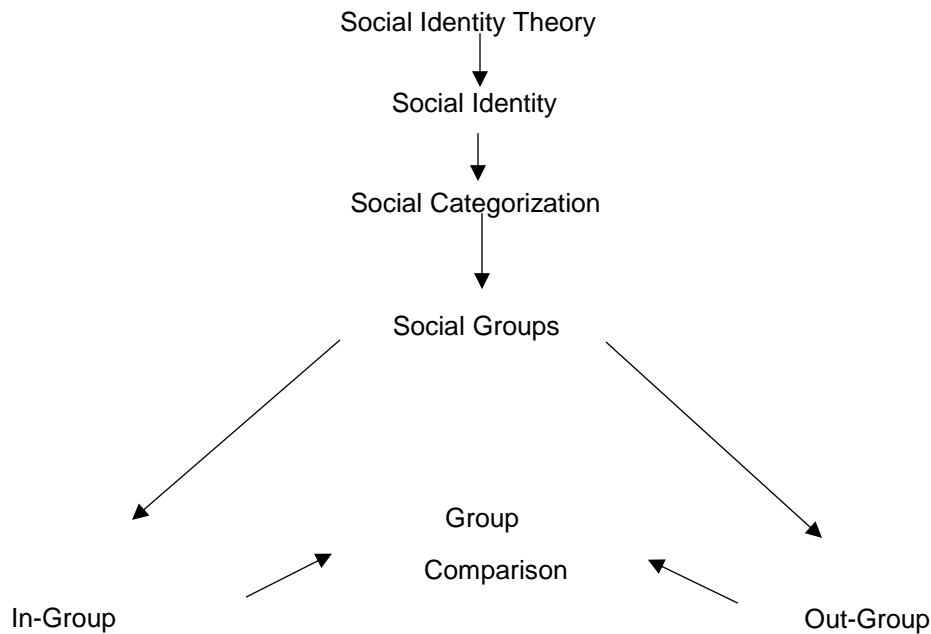 Social Identity Theory
Social Identity
Social Categorization
Social Groups
Group
Comparison
In-Group
Out-Group